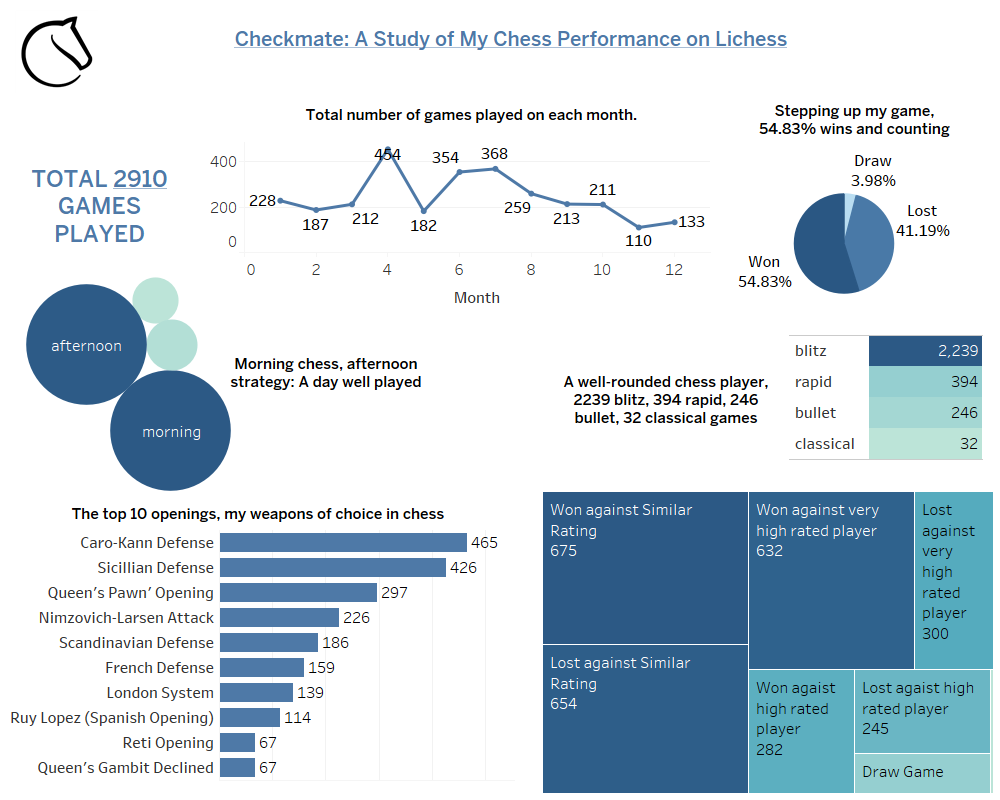 Checkmate: A Study of My Chess Performance on Lichess
TOTAL 2910
GAMES
PLAYED
Total number of games played on each month.
400
200
0
228
187
212
454
182
354
368
259
213
211
110
133
0
2
4
6
8
10
12
Month
Stepping up my game,
54.83% wins and counting
Draw
3.98%
Lost
41.19%
Won
54.83%
afternoon
morning
Morning chess, afternoon
strategy: A day well played
A well-rounded chess player,
2239 blitz, 394 rapid, 246
bullet, 32 classical games
blitz 2,239
rapid 394
bullet 246
classical 32
The top 10 openings, my weapons of choice in chess
Caro-Kann Defense 465
Sicillian Defense 426
Queen's Pawn' Opening 297
Nimzovich-Larsen Attack 226
Scandinavian Defense 186
French Defense 159
London System 139
Ruy Lopez (Spanish Opening) 114
Reti Opening 67
Queen's Gambit Declined 67
Won against Similar
Rating
675
Lost against Similar
Rating
654
Won against very
high rated player
632
Lost
against
very
high
rated
player
300
Won agaist
high rated
player
282
Lost agaist high
rated player
245
Draw Game